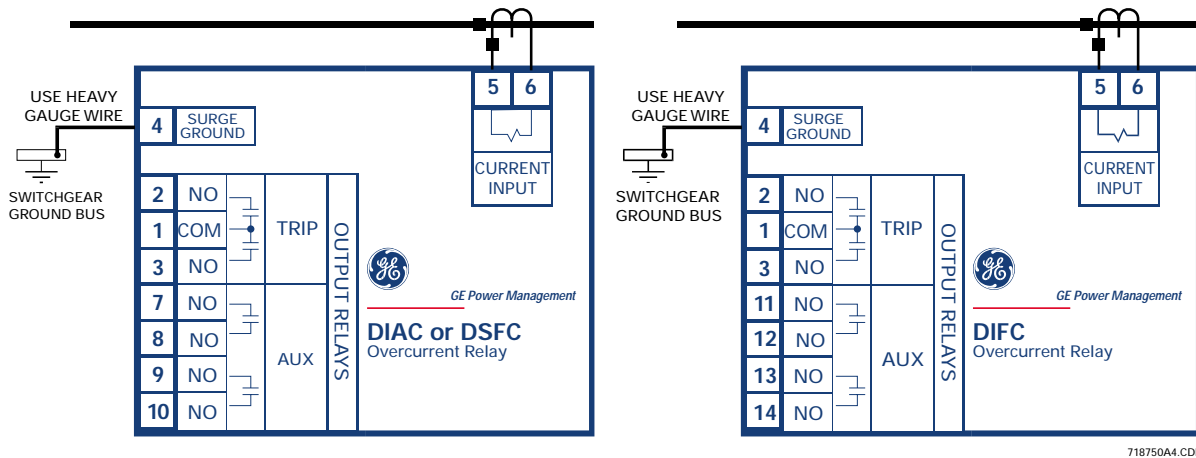 5 6
USE HEAVY
GAUGE WIRE
4 SURGE
GROUND
CURRENT
INPUT
SWITCHGEAR
GROUND BUS
2 NO
1 COM TRIP
3 NO
7 NO
8 NO
AUX
9 NO
10 NO
OUTPUT RELAYS
GE
GE Power Management
DIAC or DSFC
Overcurrent Relay
5 6
USE HEAVY
GAUGE WIRE
4 SURGE
GROUND
CURRENT
INPUT
SWITCHGEAR
GROUND BUS
2 NO
1 COM TRIP
3 NO
11 NO
12 NO
AUX
13 NO
14 NO
OUTPUT RELAYS
GE
GE Power Management
DIFC
Overcurrent Relay